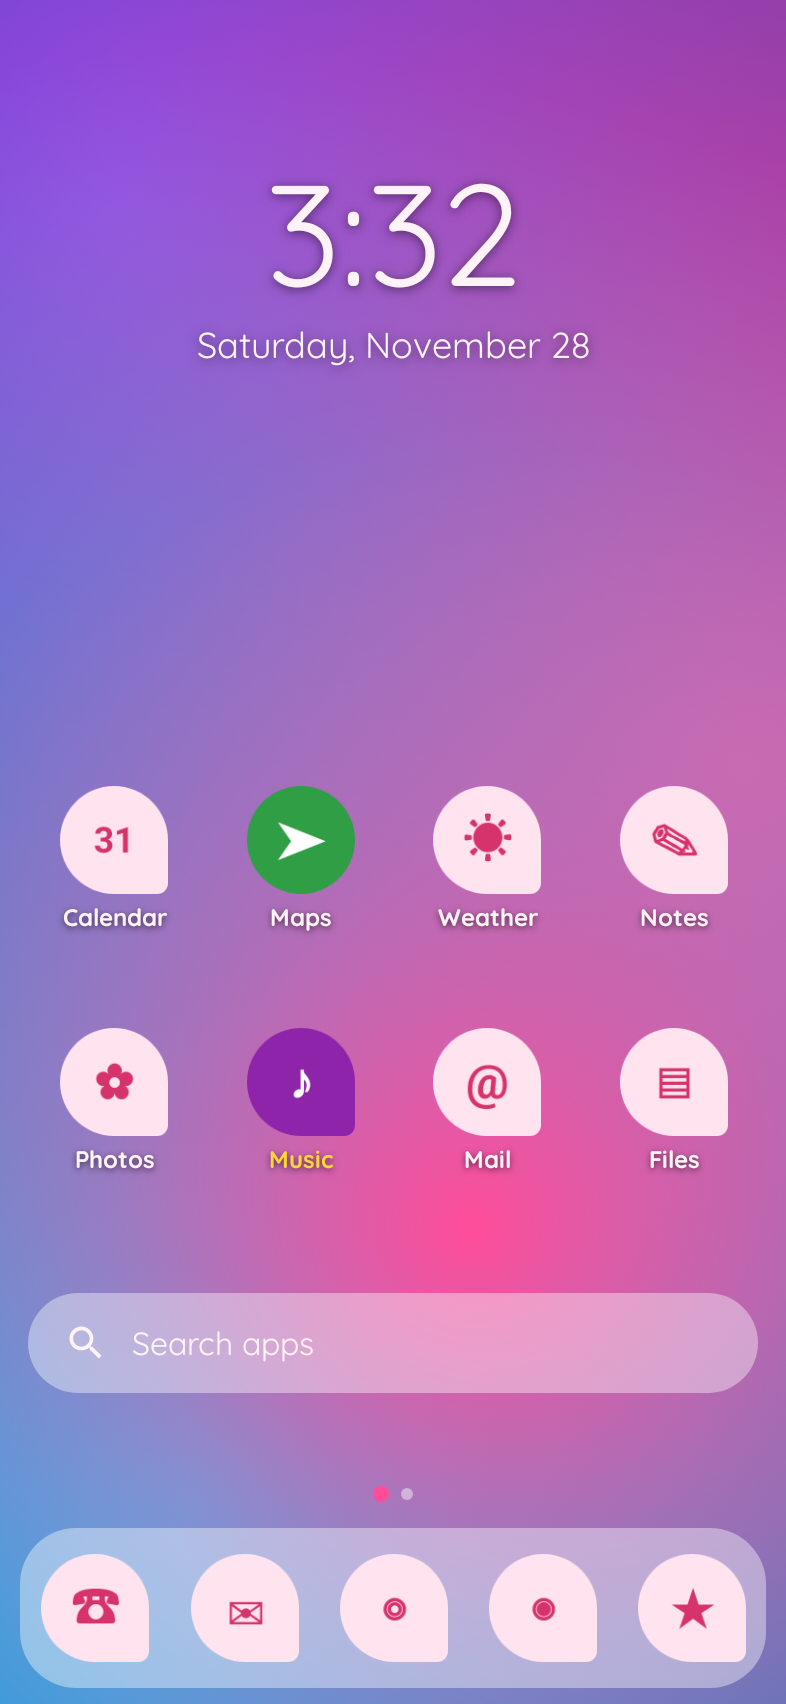 3:32
Saturday, November 28
31
Calendar
Maps
Weather
Notes
@
Photos
Music
Mail
Files
Search apps